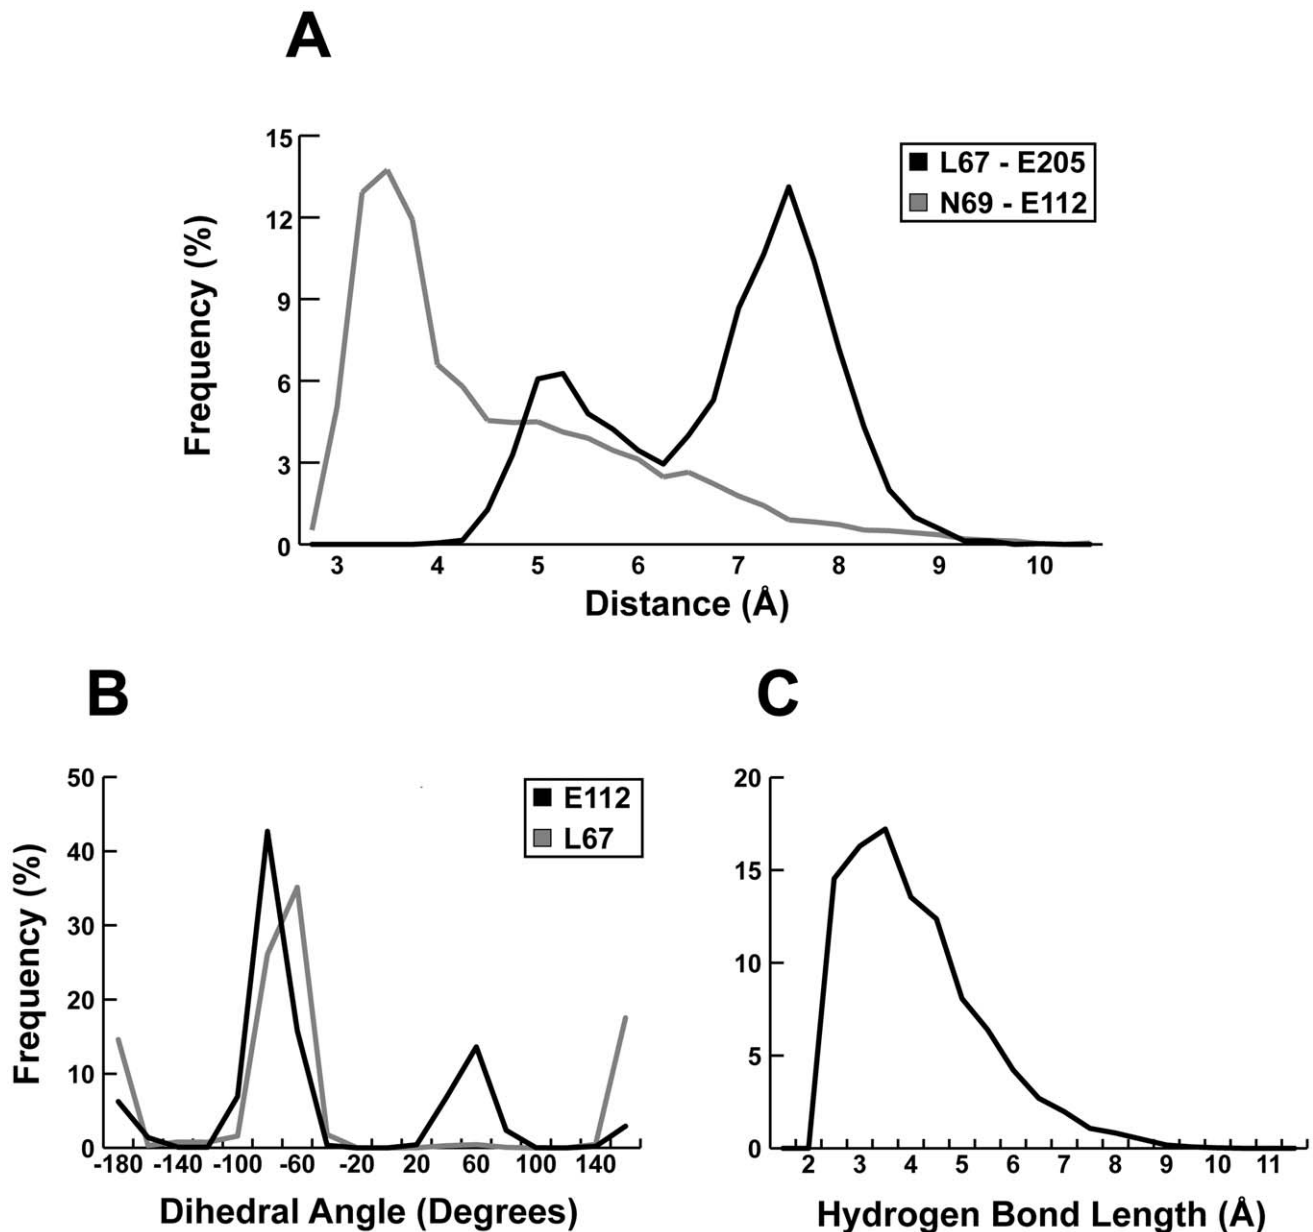 A
15
12
9
6
3
0
Frequency (%)
L67 - E205
N69 - E112
3 4 5 6 7 8 9 10
Distance (Å)
B
50
40
30
20
10
0
Frequency (%)
E112
L67
-180 -140 -100 -60 -20 20 60 100 140
Dihedral Angle (Degrees)
C
20
15
10
5
0
2 3 4 5 6 7 8 9 10 11
Hydrogen Bond Length (Å)